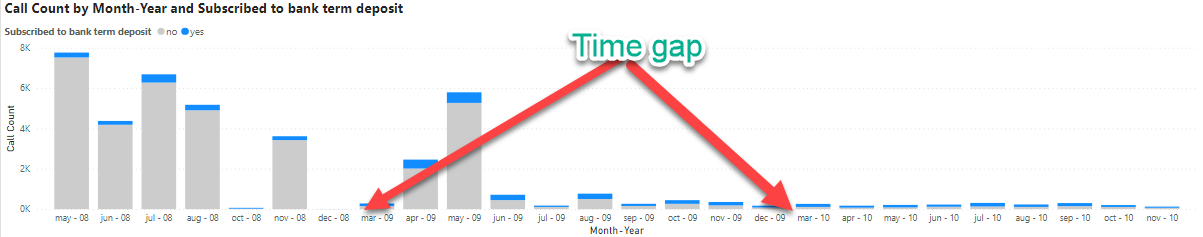 Call Count by Month-Year and Subscribed to bank term deposit
Subscribed to bank term deposit no yes
Time gap
8K
6K
4K
2K
0K
Call Count
may - 08 jun - 08 jul - 08 aug - 08 oct - 08 nov - 08 dec - 08 mar - 09 apr - 09 may - 09 jun - 09 jul - 09 aug - 09 sep - 09 oct - 09 nov - 09 dec - 09 mar - 10 apr - 10 may - 10 jun - 10 jul - 10 aug - 10 sep - 10 oct - 10 nov - 10
Month-Year